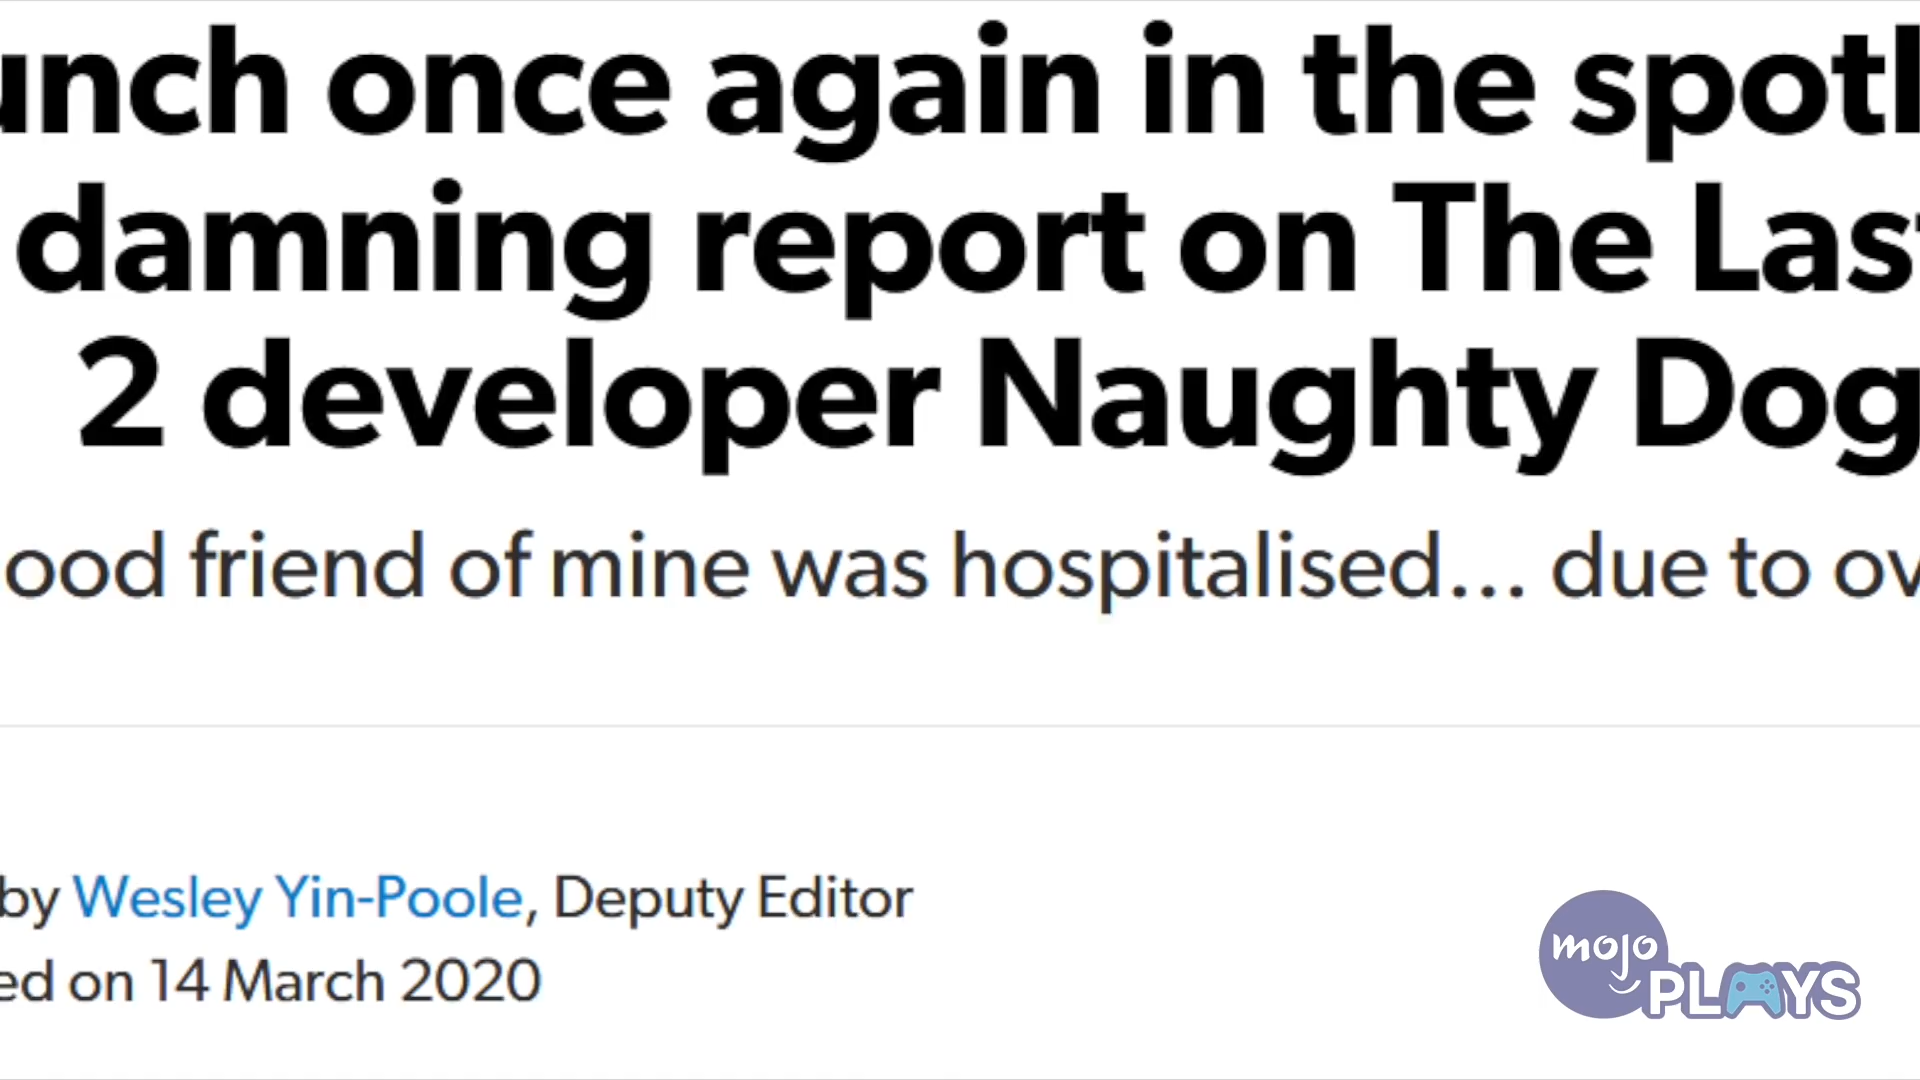 unch once again in the spotl
damning report on The Last
2 developer Naughty Dog
ood friend of mine was hospitalised... due to ov
by Wesley Yin-Poole, Deputy Editor
ed on 14 March 2020
mojo
PLAYS